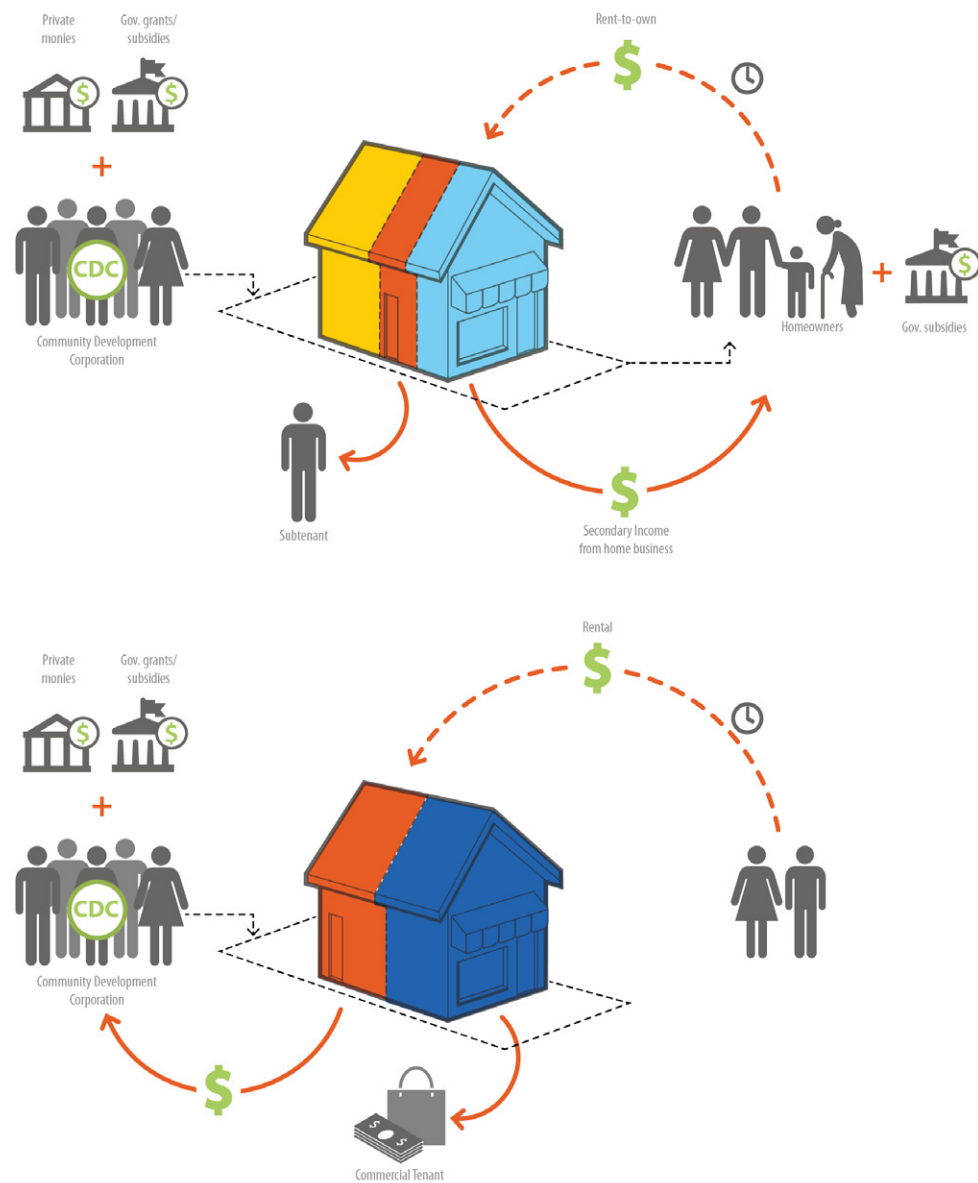 Private
monies
Gov. grants/
subsidies
Rent-to-own
$
$
$
+
CDC
Community Development
Corporation
Homeowners
+
$
Gov. subsidies
Subtenant
$
Secondary Income
from home business
Private
monies
Gov. grants/
subsidies
Rental
$
$
$
+
CDC
Community Development
Corporation
$
$ $
Commercial Tenant